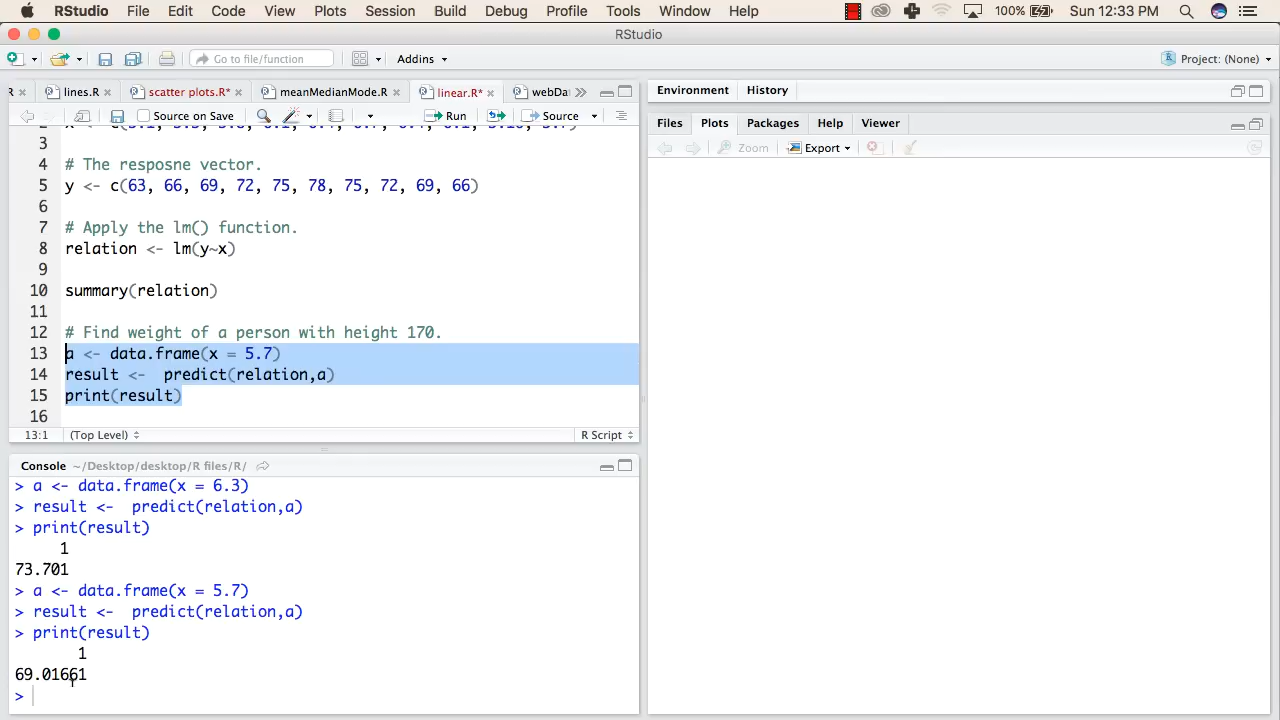 RStudio File Edit Code View Plots Session Build Debug Profile Tools Window Help 100% Sun 12:33 PM
RStudio
Go to file/function Addins Project: (None)
R lines.R scatter plots.R* meanMedianMode.R linear.R* webDa Environment History
Source on Save Run Source Files Plots Packages Help Viewer
Zoom Export
2
3
4 # The resposne vector.
5 y <- c(63, 66, 69, 72, 75, 78, 75, 72, 69, 66)
6
7 # Apply the lm() function.
8 relation <- lm(y~x)
9
10 summary(relation)
11
12 # Find weight of a person with height 170.
13 a <- data.frame(x = 5.7)
14 result <-  predict(relation,a)
15 print(result)
16
13:1 (Top Level) R Script
Console ~/Desktop/desktop/R files/R/
> a <- data.frame(x = 6.3)
> result <-  predict(relation,a)
> print(result)
1
73.701
> a <- data.frame(x = 5.7)
> result <-  predict(relation,a)
> print(result)
1
69.01661
>